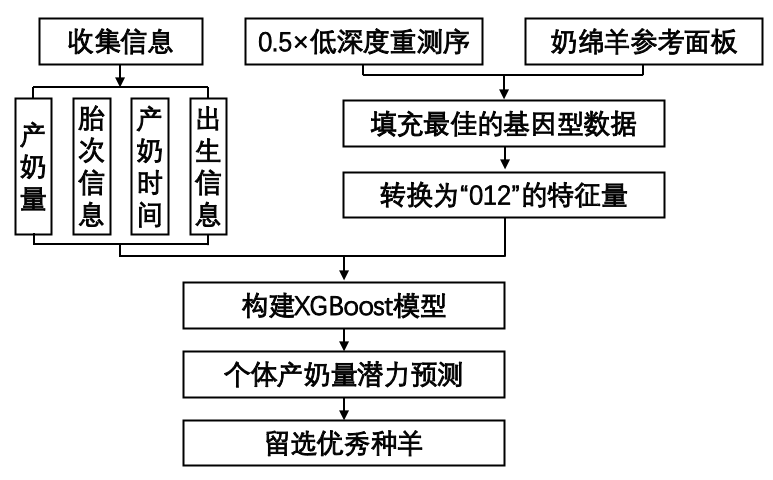 收集信息
0.5×低深度重测序
奶绵羊参考面板
产奶量
胎次信息
产奶时间
出生信息
填充最佳的基因型数据
转换为“012”的特征量
构建XGBoost模型
个体产奶量潜力预测
留选优秀种羊